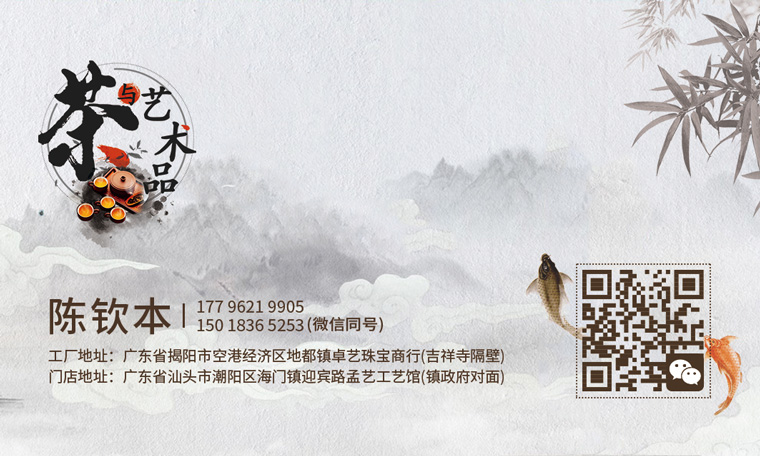 茶与艺术品
陈钦本
177 9621 9905
150 1836 5253 (微信同号)
工厂地址：广东省揭阳市空港经济区地都镇卓艺珠宝商行(吉祥寺隔壁)
门店地址：广东省汕头市潮阳区海门镇迎宾路孟艺工艺馆(镇政府对面)